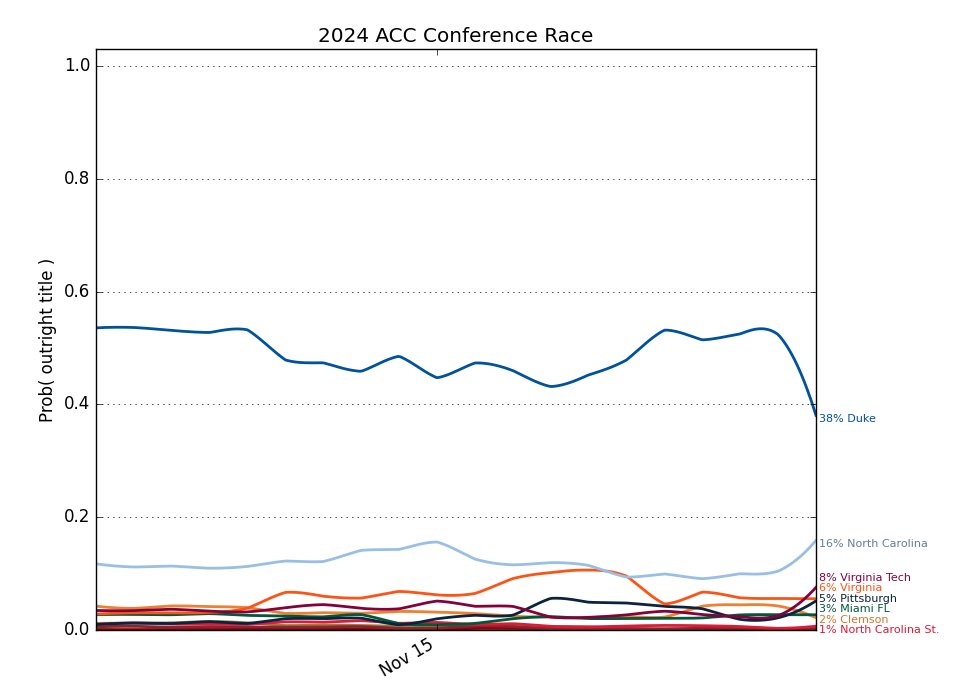 2024 ACC Conference Race
Prob( outright title )
1.0
0.8
0.6
0.4
0.2
0.0
Nov 15
38% Duke
16% North Carolina
8% Virginia Tech
6% Virginia
5% Pittsburgh
3% Miami FL
2% Clemson
1% North Carolina St.